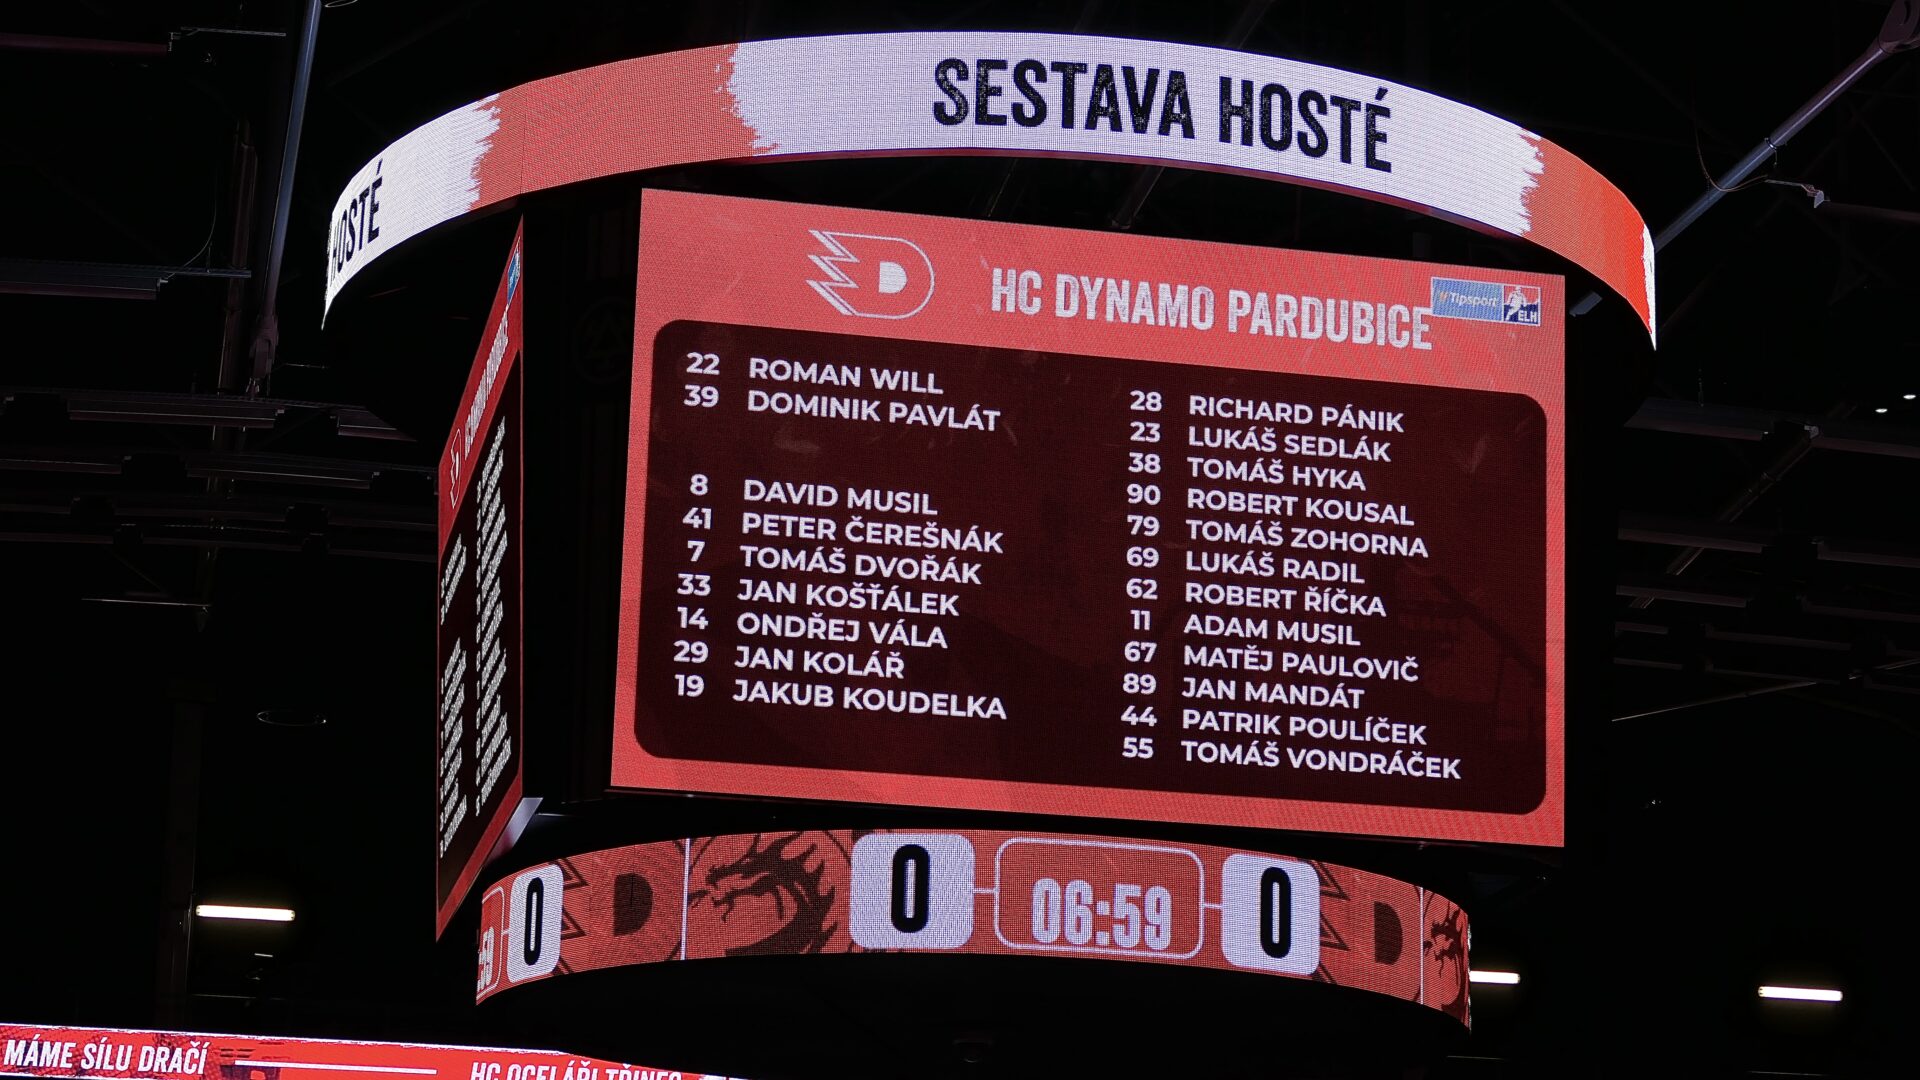 SESTAVA HOSTÉ
HOSTÉ
HC DYNAMO PARDUBICE
Tipsport
ELH
22 ROMAN WILL
39 DOMINIK PAVLÁT
8 DAVID MUSIL
41 PETER ČEREŠNÁK
7 TOMÁŠ DVOŘÁK
33 JAN KOŠŤÁLEK
14 ONDŘEJ VÁLA
29 JAN KOLÁŘ
19 JAKUB KOUDELKA
28 RICHARD PÁNIK
23 LUKÁŠ SEDLÁK
38 TOMÁŠ HYKA
90 ROBERT KOUSAL
79 TOMÁŠ ZOHORNA
69 LUKÁŠ RADIL
62 ROBERT ŘÍČKA
11 ADAM MUSIL
67 MATĚJ PAULOVIČ
89 JAN MANDÁT
44 PATRIK POULÍČEK
55 TOMÁŠ VONDRÁČEK
:59 0 D 0 06:59 0 D
MÁME SÍLU DRAČÍ
HC OCELÁŘI TŘINEC